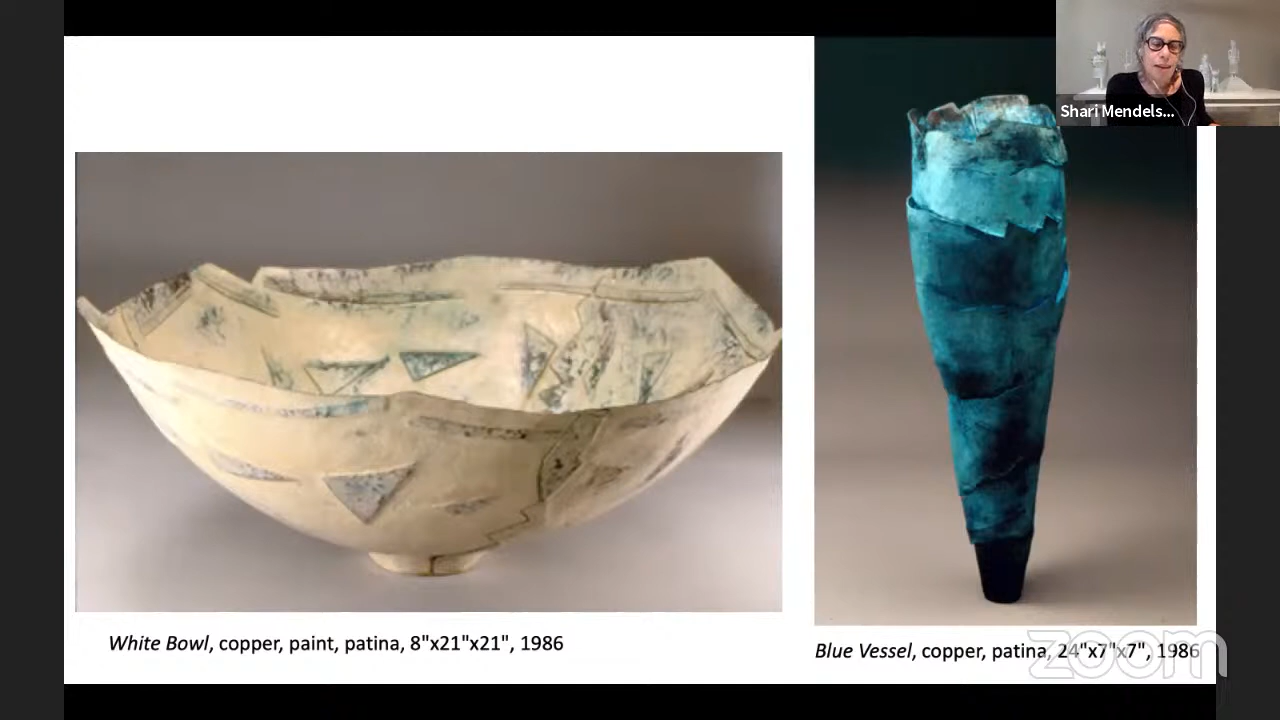 Shari Mendels...
White Bowl, copper, paint, patina, 8"x21"x21", 1986
Blue Vessel, copper, patina, 24"x7"x7", 1986
zoom